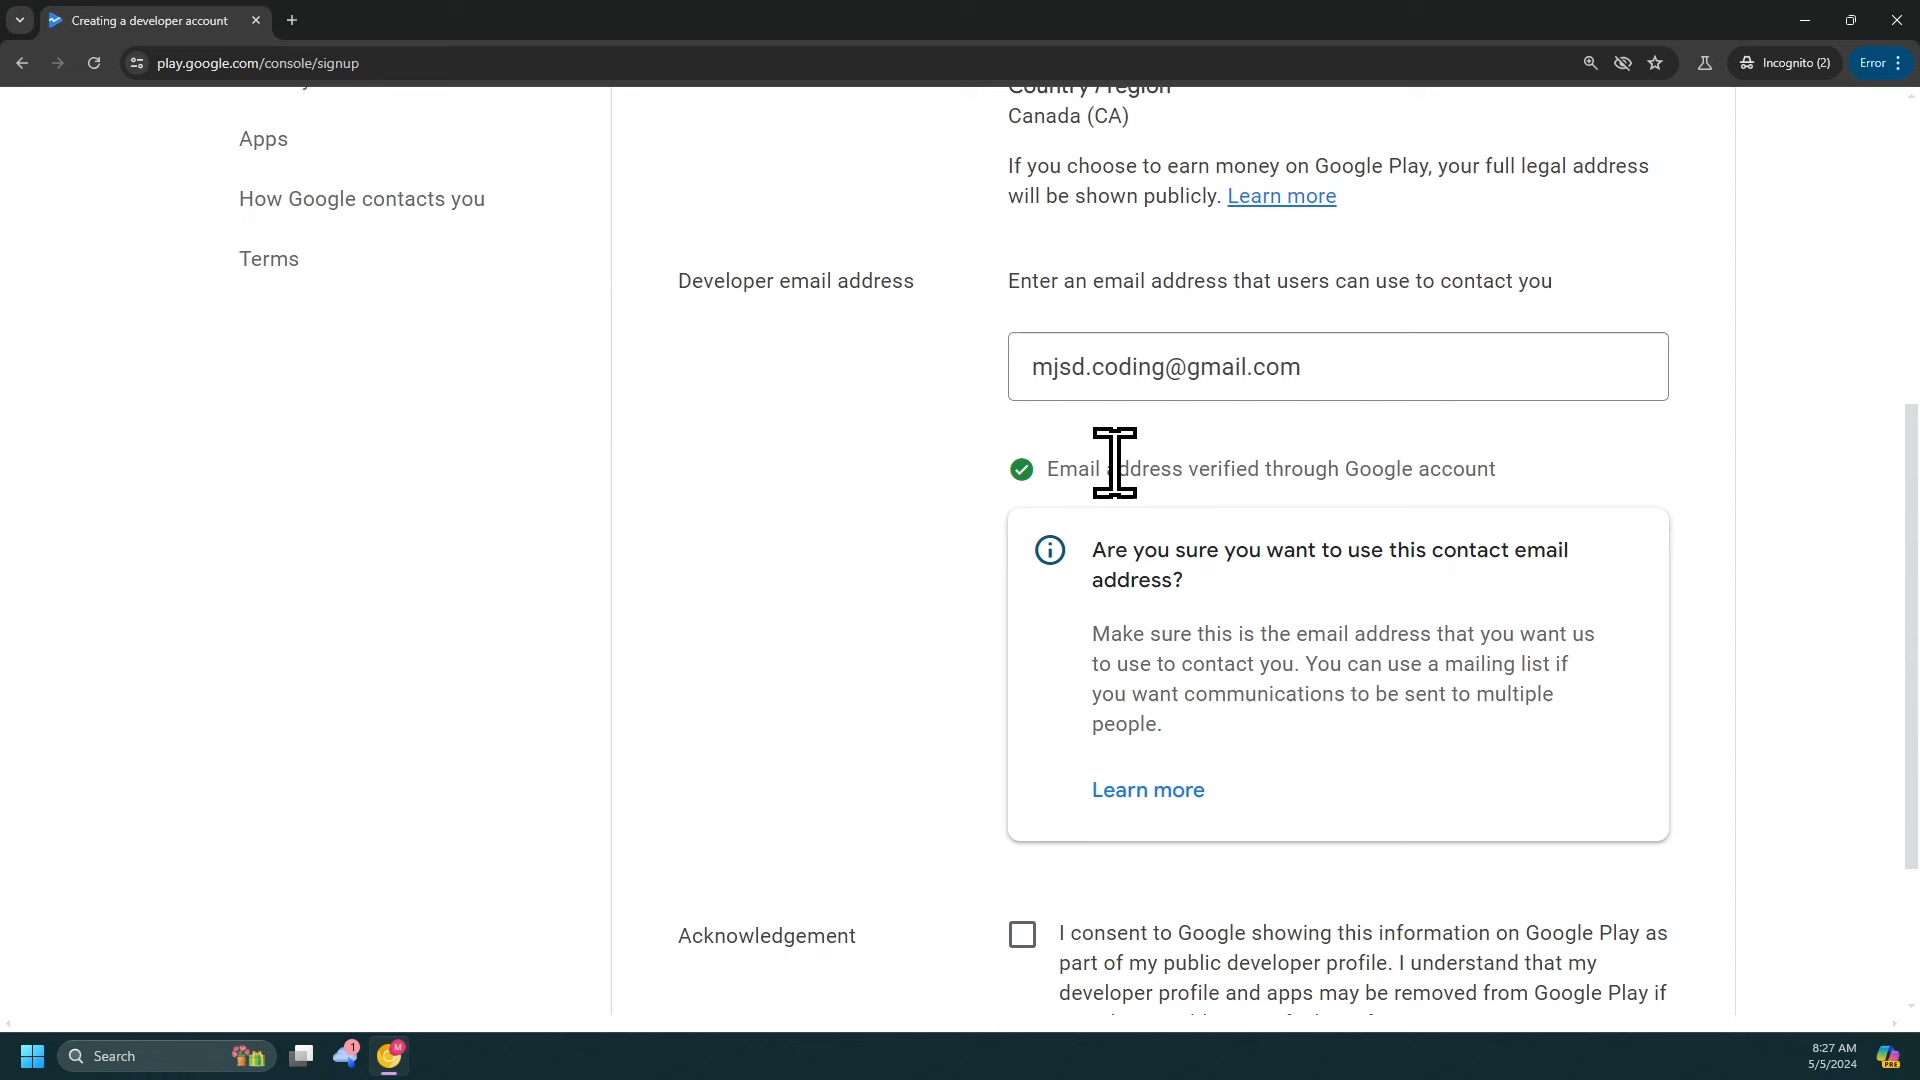 Creating a developer account
play.google.com/console/signup
Incognito (2)
Error
Country / region
Canada (CA)
Apps
If you choose to earn money on Google Play, your full legal address
will be shown publicly. Learn more
How Google contacts you
Terms
Developer email address
Enter an email address that users can use to contact you
mjsd.coding@gmail.com
Email address verified through Google account
Are you sure you want to use this contact email
address?
Make sure this is the email address that you want us
to use to contact you. You can use a mailing list if
you want communications to be sent to multiple
people.
Learn more
Acknowledgement
I consent to Google showing this information on Google Play as
part of my public developer profile. I understand that my
developer profile and apps may be removed from Google Play if
Search
1
M
8:27 AM
5/5/2024
PRE